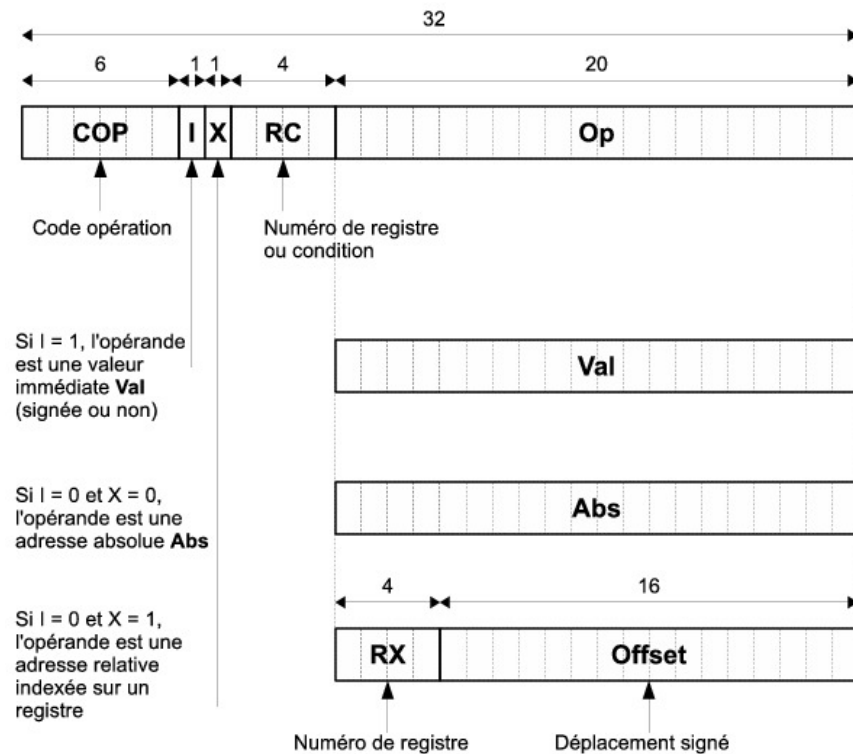 32
6
1
1
4
20
COP
I
X
RC
Op
Code opération
Numéro de registre
ou condition
Si I = 1, l'opérande
est une valeur
immédiate Val
(signée ou non)
Val
Si I = 0 et X = 0,
l'opérande est une
adresse absolue Abs
Abs
4
16
Si I = 0 et X = 1,
l'opérande est une
adresse relative
indexée sur un
registre
RX
Offset
Numéro de registre
Déplacement signé